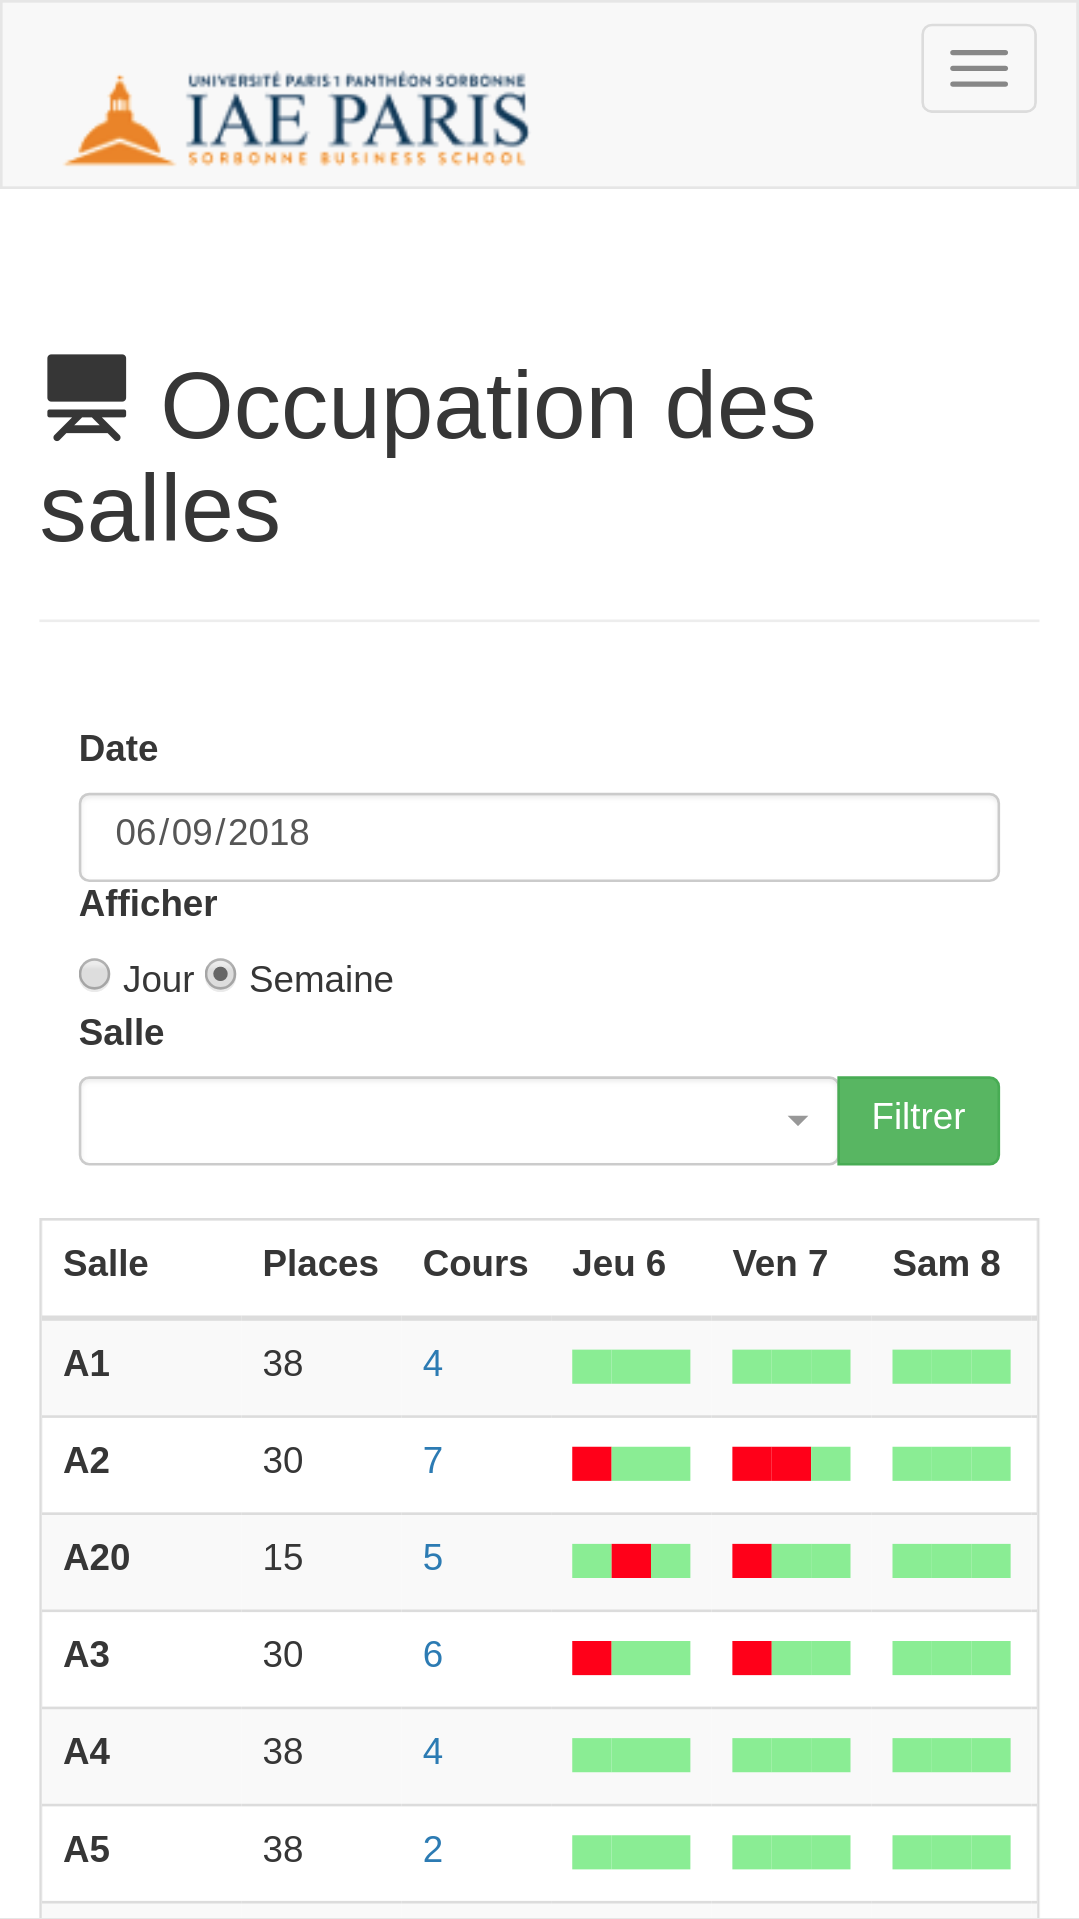 UNIVERSITÉ PARIS 1 PANTHÉON SORBONNE
IAE PARIS
SORBONNE BUSINESS SCHOOL
Occupation des
salles
Date
06/09/2018
Afficher
Jour Semaine
Salle
Filtrer
Salle Places Cours Jeu 6 Ven 7 Sam 8
A1 38 4
A2 30 7
A20 15 5
A3 30 6
A4 38 4
A5 38 2